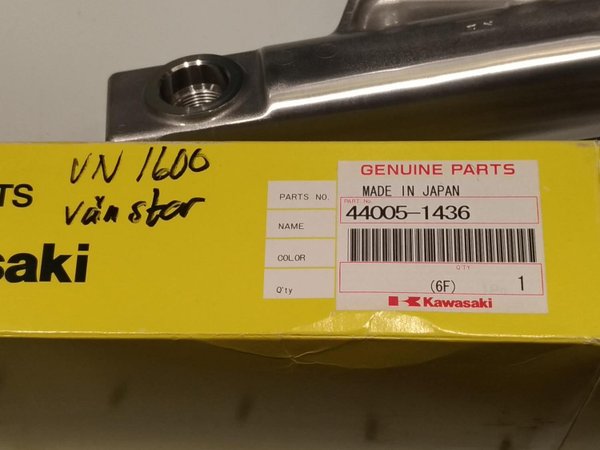 VN 1600
vänster
TS
saki
PARTS NO.
NAME
COLOR
Q'ty
GENUINE PARTS
MADE IN JAPAN
PART No.
44005-1436
Q'TY
(6F) 1
Kawasaki